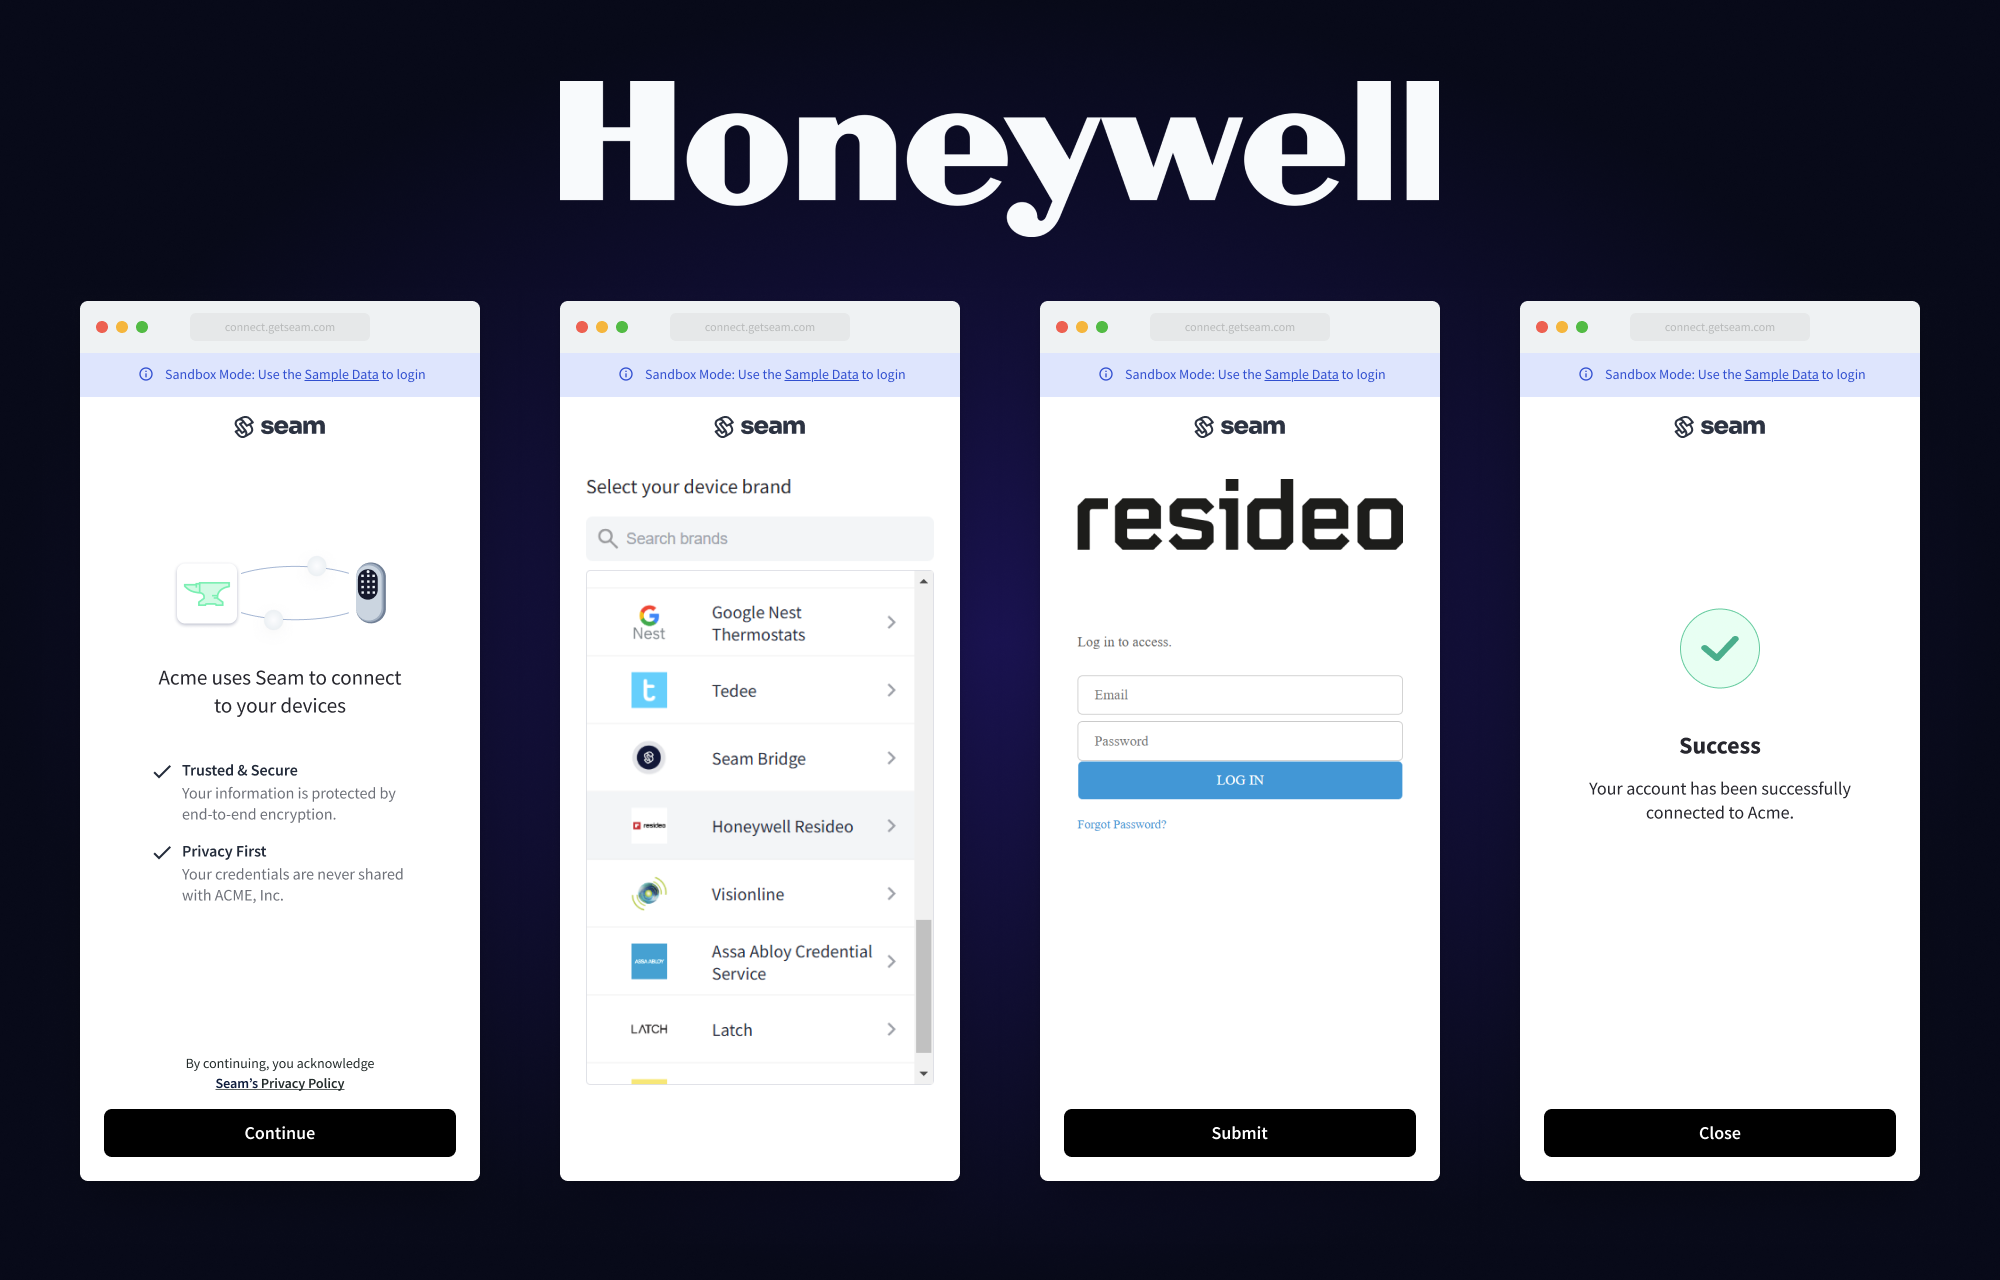 Honeywell
connect.getseam.com
Sandbox Mode: Use the Sample Data to login
seam
Acme uses Seam to connect
to your devices
Trusted & Secure
Your information is protected by
end-to-end encryption.
Privacy First
Your credentials are never shared
with ACME, Inc.
By continuing, you acknowledge
Seam's Privacy Policy
Continue
connect.getseam.com
Sandbox Mode: Use the Sample Data to login
seam
Select your device brand
Search brands
Nest
Google Nest
Thermostats
t
Tedee
Seam Bridge
resideo
Honeywell Resideo
Visionline
ASSA ABLOY
Assa Abloy Credential
Service
LATCH
Latch
connect.getseam.com
Sandbox Mode: Use the Sample Data to login
seam
resideo
Log in to access.
Email
Password
LOG IN
Forgot Password?
Submit
connect.getseam.com
Sandbox Mode: Use the Sample Data to login
seam
Success
Your account has been successfully
connected to Acme.
Close